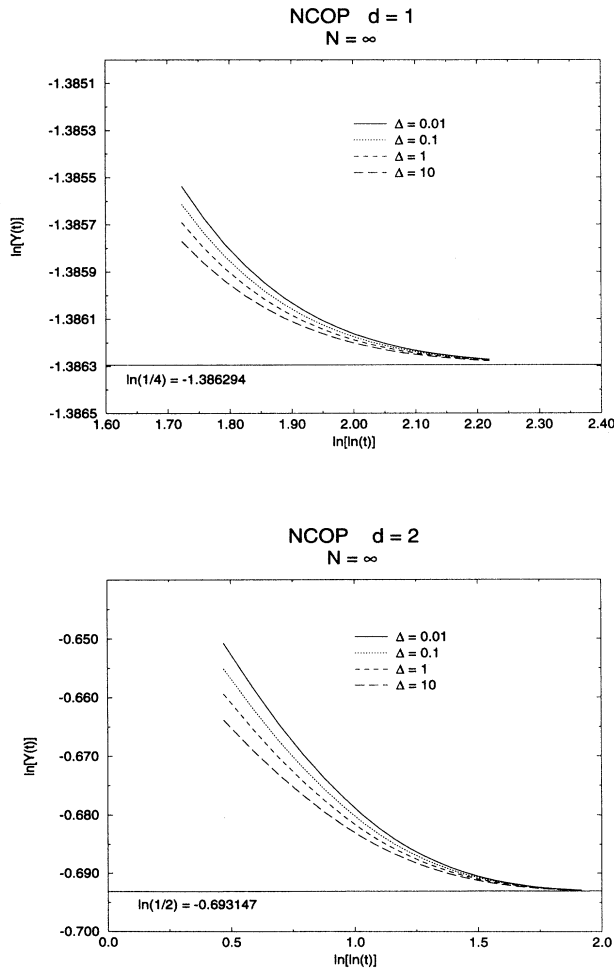 NCOP d = 1
N = ∞
-1.3851
-1.3853
-1.3855
-1.3857
-1.3859
-1.3861
-1.3863
-1.3865
ln[Y(t)]
Δ = 0.01
Δ = 0.1
Δ = 1
Δ = 10
ln(1/4) = -1.386294
1.60 1.70 1.80 1.90 2.00 2.10 2.20 2.30 2.40
ln[ln(t)]
NCOP d = 2
N = ∞
-0.650
-0.660
-0.670
-0.680
-0.690
-0.700
ln[Y(t)]
Δ = 0.01
Δ = 0.1
Δ = 1
Δ = 10
ln(1/2) = -0.693147
0.0 0.5 1.0 1.5 2.0
ln[ln(t)]